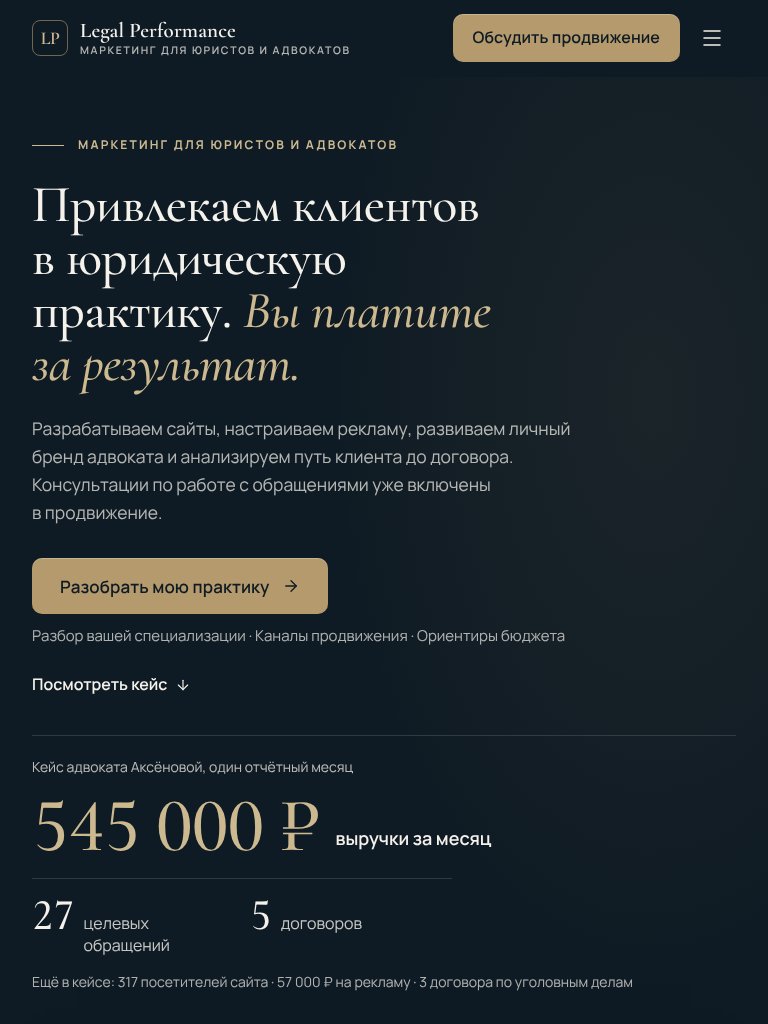 LP
Legal Performance
МАРКЕТИНГ ДЛЯ ЮРИСТОВ И АДВОКАТОВ
Обсудить продвижение
МАРКЕТИНГ ДЛЯ ЮРИСТОВ И АДВОКАТОВ
Привлекаем клиентов
в юридическую
практику. Вы платите
за результат.
Разрабатываем сайты, настраиваем рекламу, развиваем личный
бренд адвоката и анализируем путь клиента до договора.
Консультации по работе с обращениями уже включены
в продвижение.
Разобрать мою практику →
Разбор вашей специализации · Каналы продвижения · Ориентиры бюджета
Посмотреть кейс ↓
Кейс адвоката Аксёновой, один отчётный месяц
545 000 ₽ выручки за месяц
27 целевых
обращений
5 договоров
Ещё в кейсе: 317 посетителей сайта · 57 000 ₽ на рекламу · 3 договора по уголовным делам